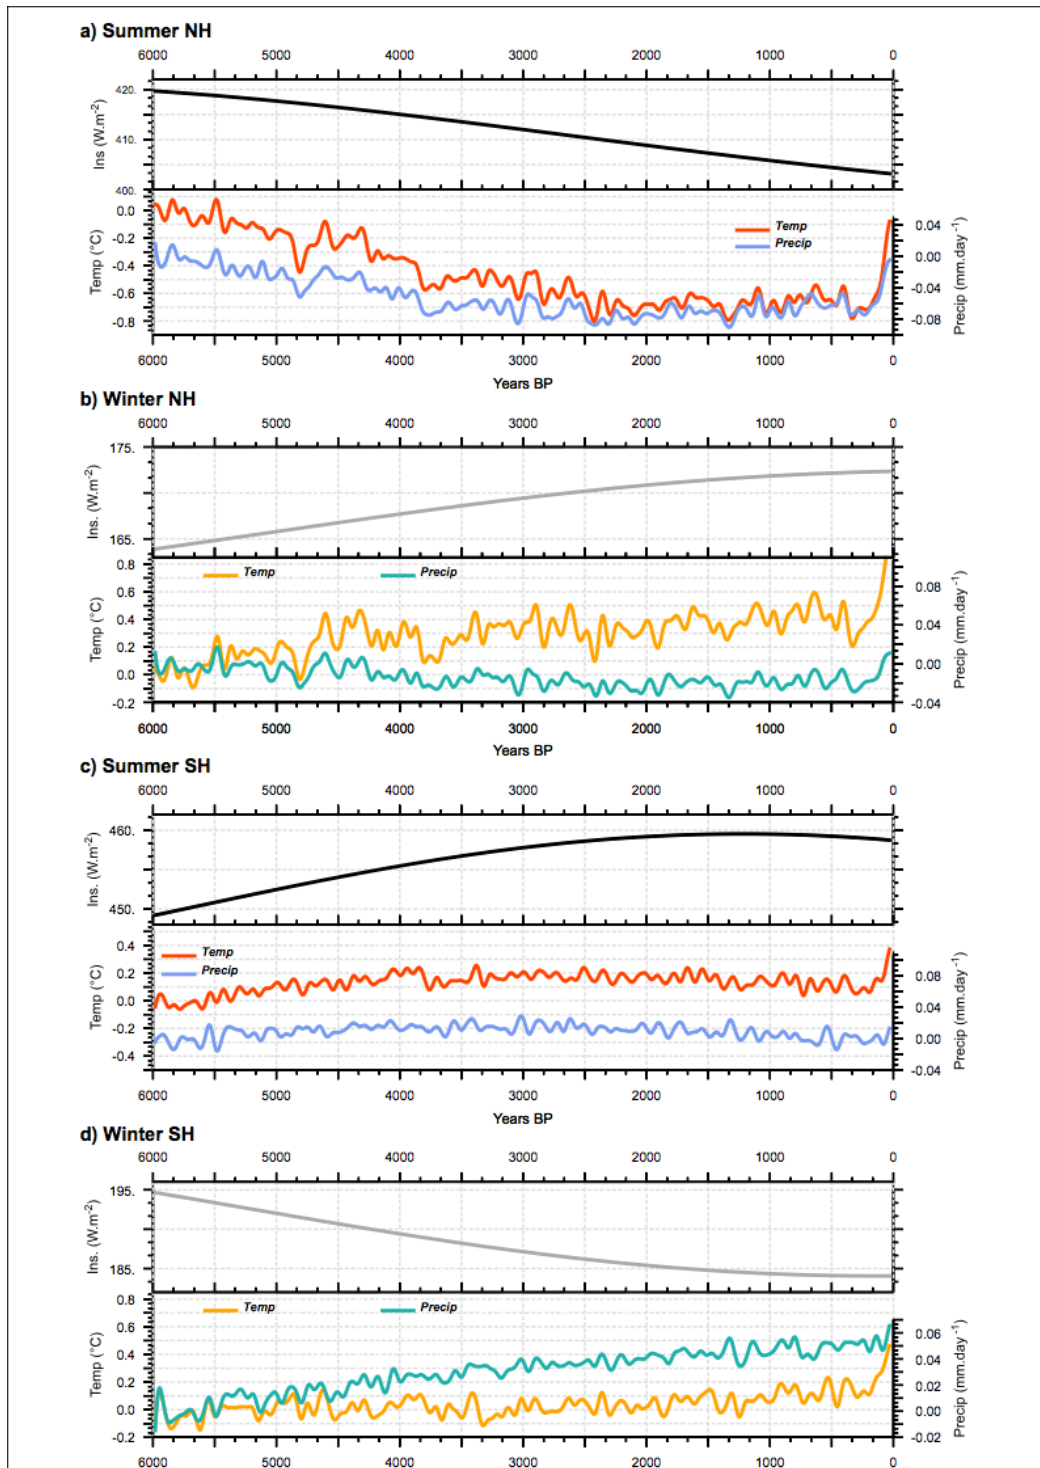 a) Summer NH
6000 5000 4000 3000 2000 1000 0
420.
410.
400.
Ins (W.m-2)
0.0
-0.2
-0.4
-0.6
-0.8
Temp (°C)
Temp
Precip
0.04
0.00
-0.04
-0.08
Precip (mm.day-1)
6000 5000 4000 3000 2000 1000 0
Years BP
b) Winter NH
6000 5000 4000 3000 2000 1000 0
175.
165.
Ins. (W.m-2)
0.8
0.6
0.4
0.2
0.0
-0.2
Temp (°C)
Temp
Precip
0.08
0.04
0.00
-0.04
Precip (mm.day-1)
6000 5000 4000 3000 2000 1000 0
Years BP
c) Summer SH
6000 5000 4000 3000 2000 1000 0
460.
450.
Ins. (W.m-2)
0.4
0.2
0.0
-0.2
-0.4
Temp (°C)
Temp
Precip
0.08
0.04
0.00
-0.04
Precip (mm.day-1)
6000 5000 4000 3000 2000 1000 0
Years BP
d) Winter SH
6000 5000 4000 3000 2000 1000 0
195.
185.
Ins. (W.m-2)
0.8
0.6
0.4
0.2
0.0
-0.2
Temp (°C)
Temp
Precip
0.06
0.04
0.02
0.00
-0.02
Precip (mm.day-1)
6000 5000 4000 3000 2000 1000 0